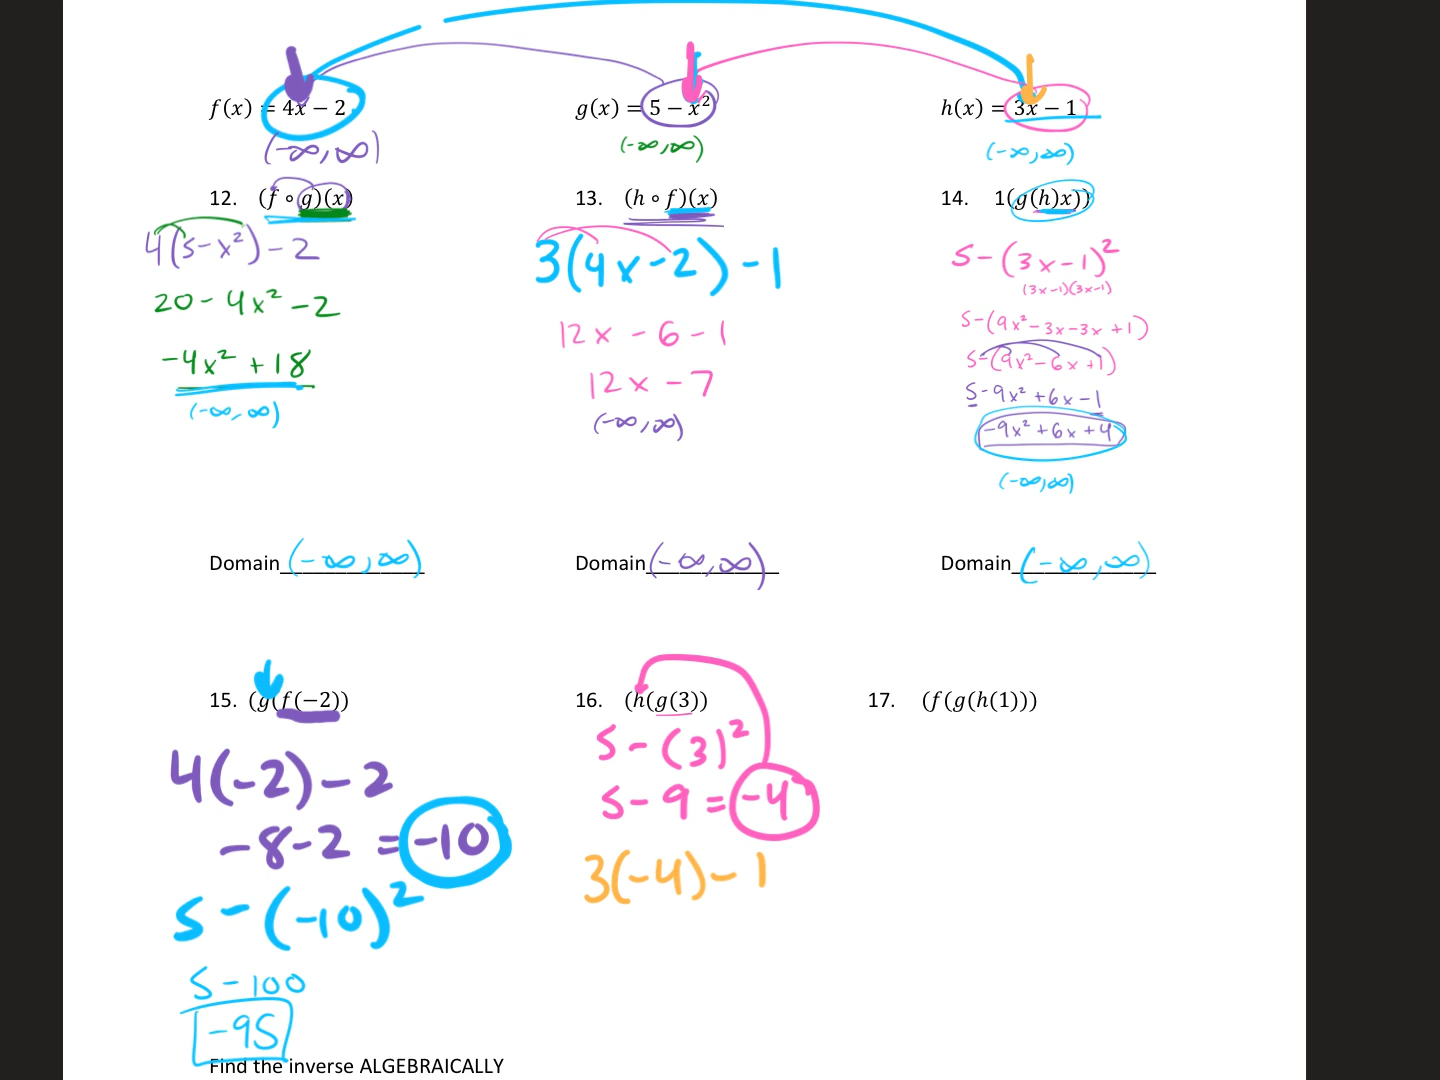 f(x) = 4x − 2
g(x) = 5 − x²
h(x) = 3x − 1
(-∞,∞)
(-∞,∞)
(-∞,∞)
12. (f ∘ g)(x)
4(5-x²)-2
20-4x²-2
-4x²+18
(-∞,∞)
13. (h ∘ f)(x)
3(4x-2)-1
12x-6-1
12x-7
(-∞,∞)
14. 1(g(h)x))
5-(3x-1)²
(3x-1)(3x-1)
5-(9x²-3x-3x+1)
5-(9x²-6x+1)
5-9x²+6x-1
-9x²+6x+4
(-∞,∞)
Domain (-∞,∞)
Domain (-∞,∞)
Domain (-∞,∞)
15. (g(f(−2))
4(-2)-2
-8-2 = -10
5-(-10)²
5-100
-95
16. (h(g(3))
5-(3)²
5-9=-4
3(-4)-1
17. (f(g(h(1)))
Find the inverse ALGEBRAICALLY